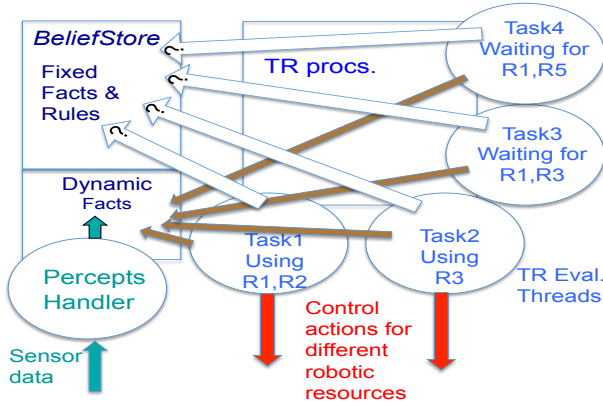 BeliefStore
Fixed
Facts &
Rules
?
?
?
?
TR procs.
Task4
Waiting for
R1,R5
Task3
Waiting for
R1,R3
Dynamic
Facts
Task1
Using
R1,R2
Task2
Using
R3
TR Eval.
Threads
Percepts
Handler
Control
actions for
different
robotic
resources
Sensor
data